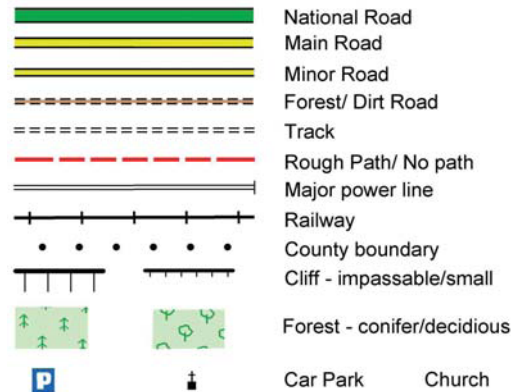 National Road
Main Road
Minor Road
Forest/ Dirt Road
Track
Rough Path/ No path
Major power line
Railway
County boundary
Cliff - impassable/small
Forest - conifer/decidious
P Car Park Church